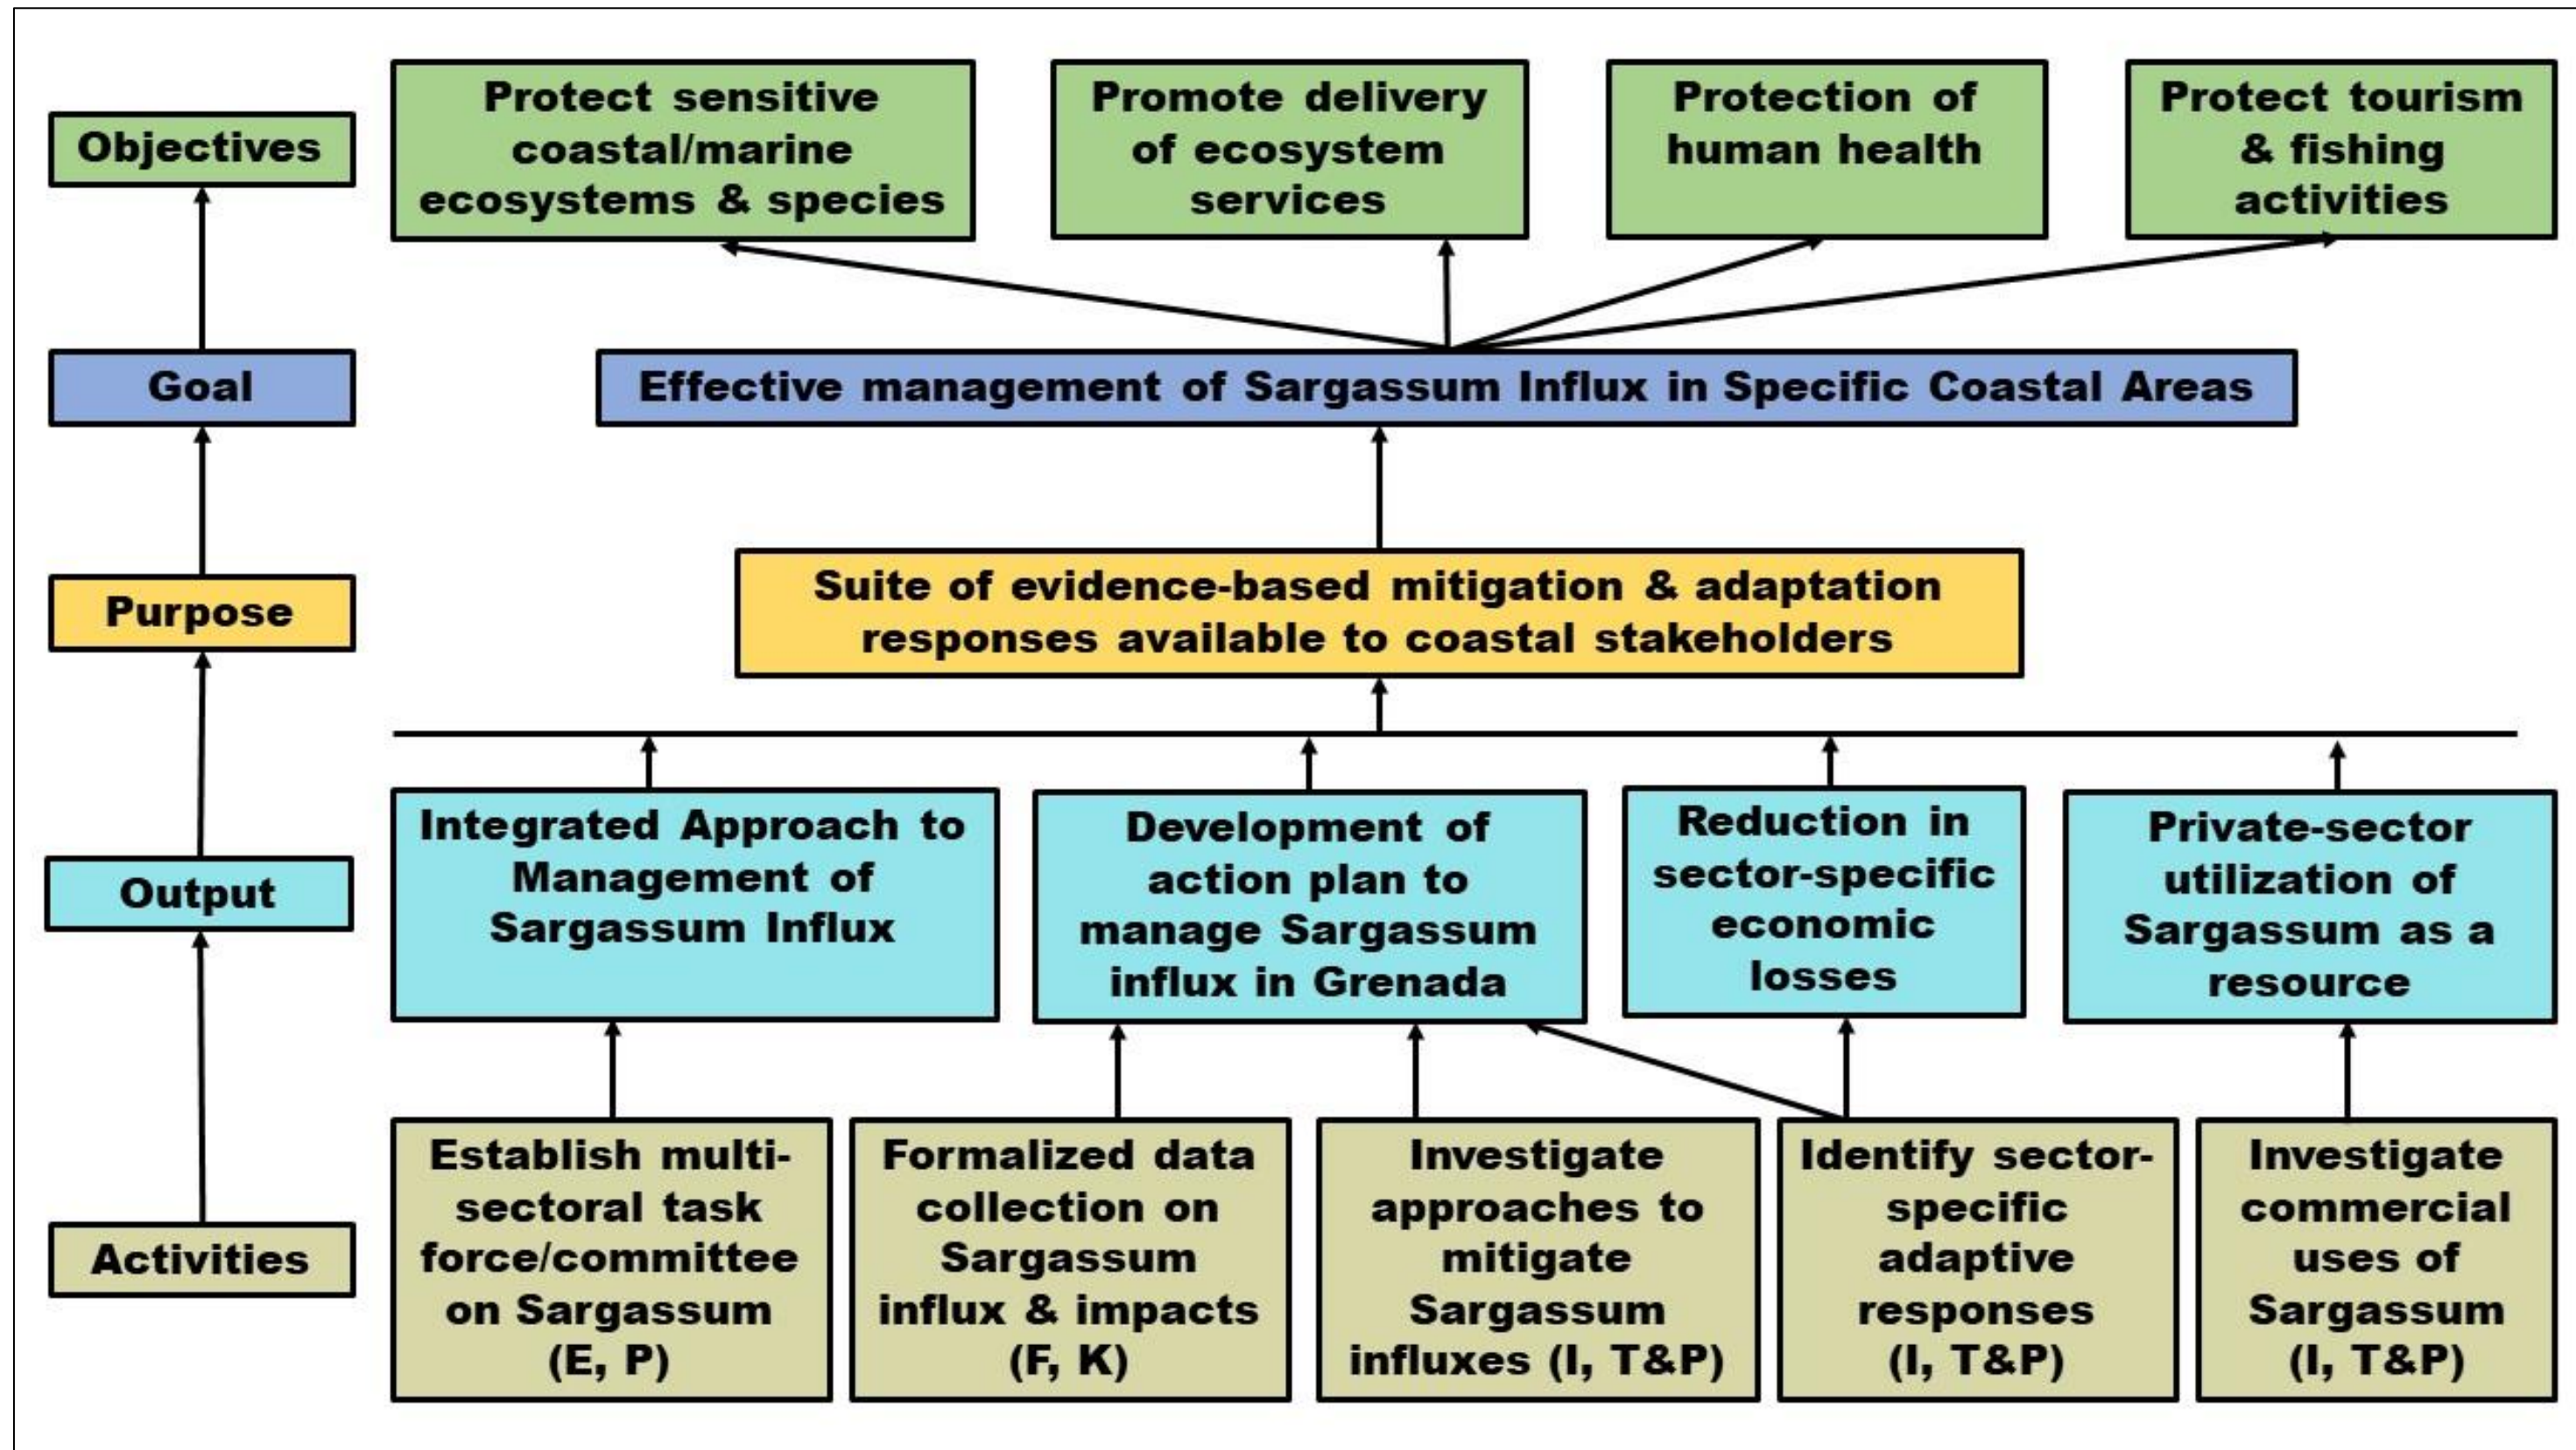 Objectives
Protect sensitive
coastal/marine
ecosystems & species
Promote delivery
of ecosystem
services
Protection of
human health
Protect tourism
& fishing
activities
Goal
Effective management of Sargassum Influx in Specific Coastal Areas
Purpose
Suite of evidence-based mitigation & adaptation
responses available to coastal stakeholders
Output
Integrated Approach to
Management of
Sargassum Influx
Development of
action plan to
manage Sargassum
influx in Grenada
Reduction in
sector-specific
economic
losses
Private-sector
utilization of
Sargassum as a
resource
Activities
Establish multi-
sectoral task
force/committee
on Sargassum
(E, P)
Formalized data
collection on
Sargassum
influx & impacts
(F, K)
Investigate
approaches to
mitigate
Sargassum
influxes (I, T&P)
Identify sector-
specific
adaptive
responses
(I, T&P)
Investigate
commercial
uses of
Sargassum
(I, T&P)